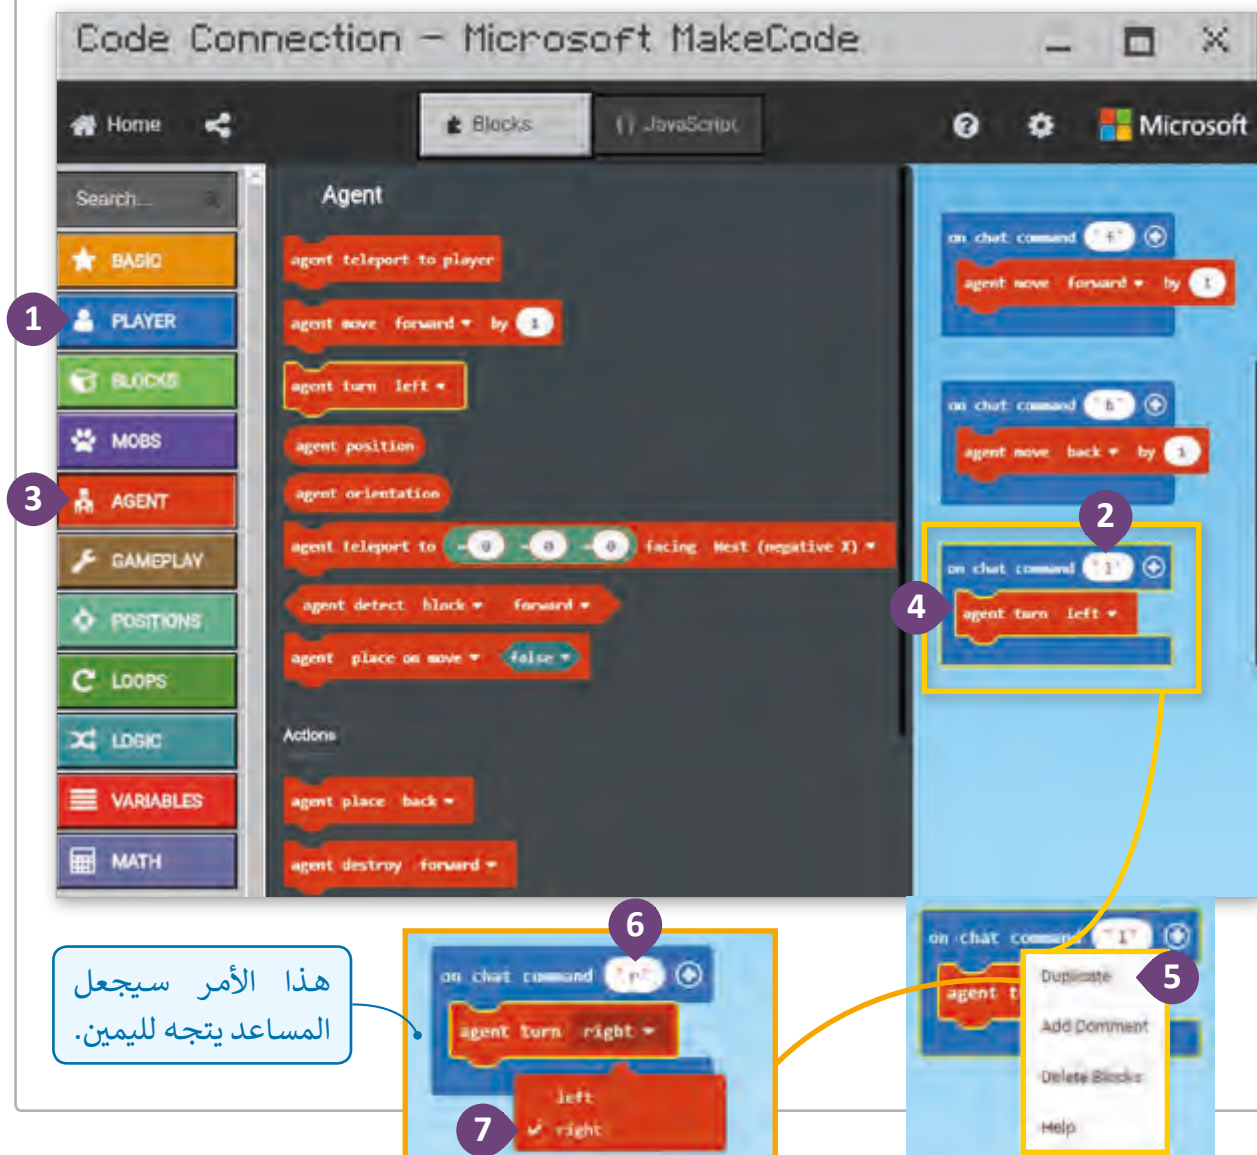 Code Connection - Microsoft MakeCode
Home
Blocks
{} JavaScript
Microsoft
Search...
BASIC
1
PLAYER
BLOCKS
MOBS
3
AGENT
GAMEPLAY
POSITIONS
LOOPS
LOGIC
VARIABLES
MATH
Agent
agent teleport to player
agent move forward by 1
agent turn left
agent position
agent orientation
agent teleport to ~0 ~0 ~0 facing West (negative X)
agent detect block forward
agent place on move false
Actions
agent place back
agent destroy forward
on chat command "f"
agent move forward by 1
on chat command "b"
agent move back by 1
2
on chat command "l"
4
agent turn left
هذا الأمر سيجعل
المساعد يتجه لليمين.
6
on chat command "r"
agent turn right
left
7
right
on chat command "l"
agent t
Duplicate
5
Add Comment
Delete Blocks
Help